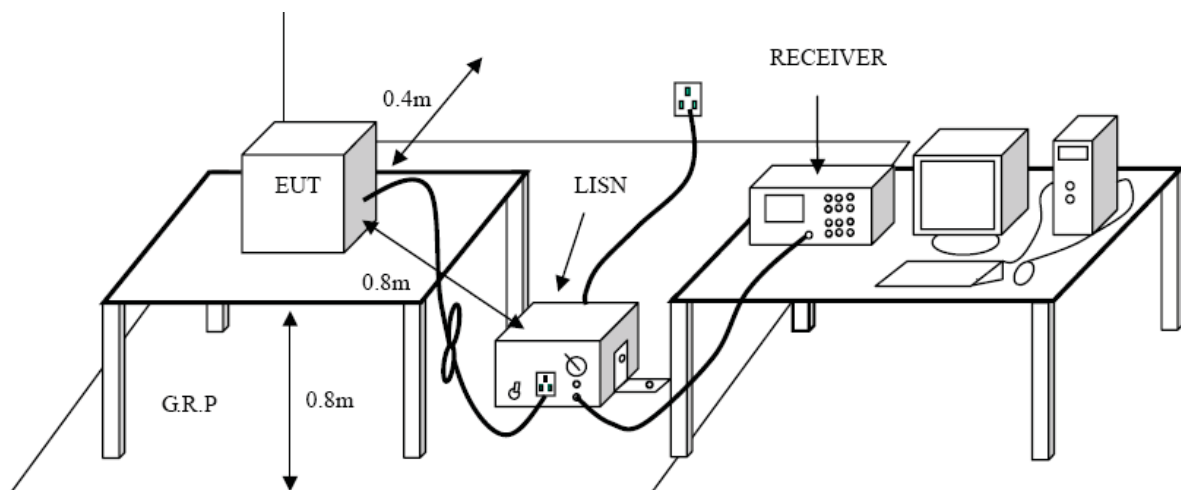 RECEIVER
0.4m
EUT
LISN
0.8m
G.R.P
0.8m